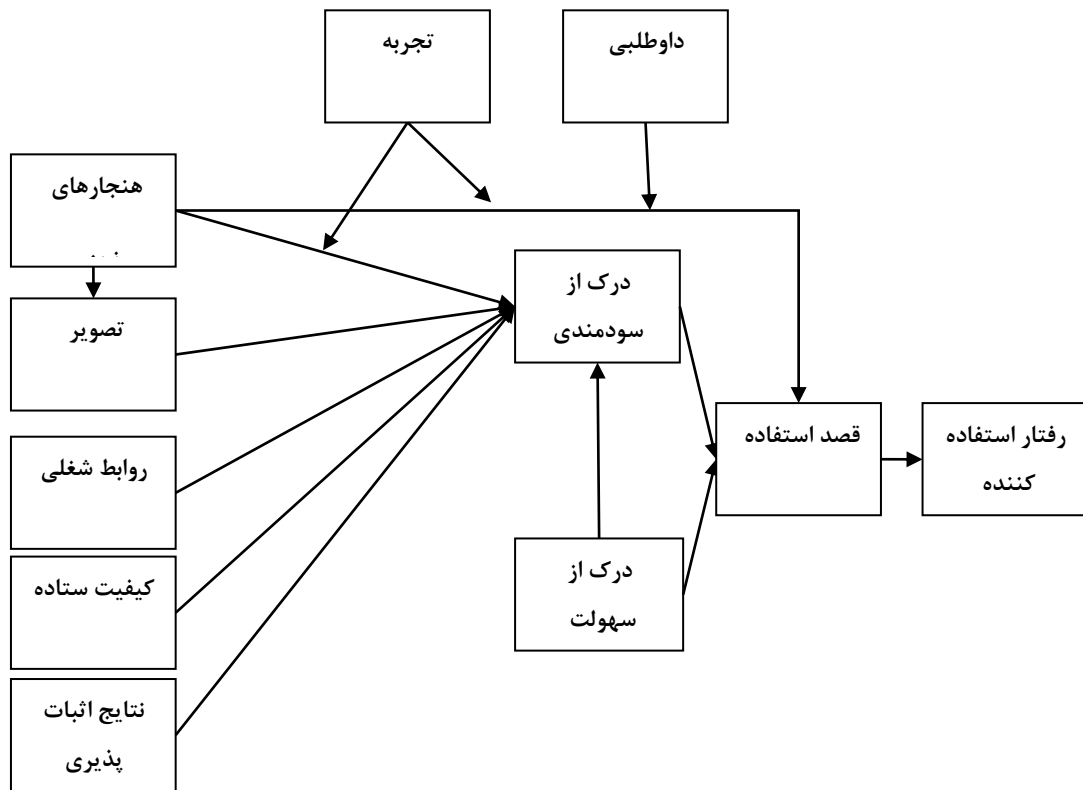 تجربه
داوطلبی
هنجارهای
درک از
سودمندی
تصویر
قصد استفاده
رفتار استفاده
کننده
روابط شغلی
درک از
سهولت
کیفیت ستاده
نتایج اثبات
پذیری